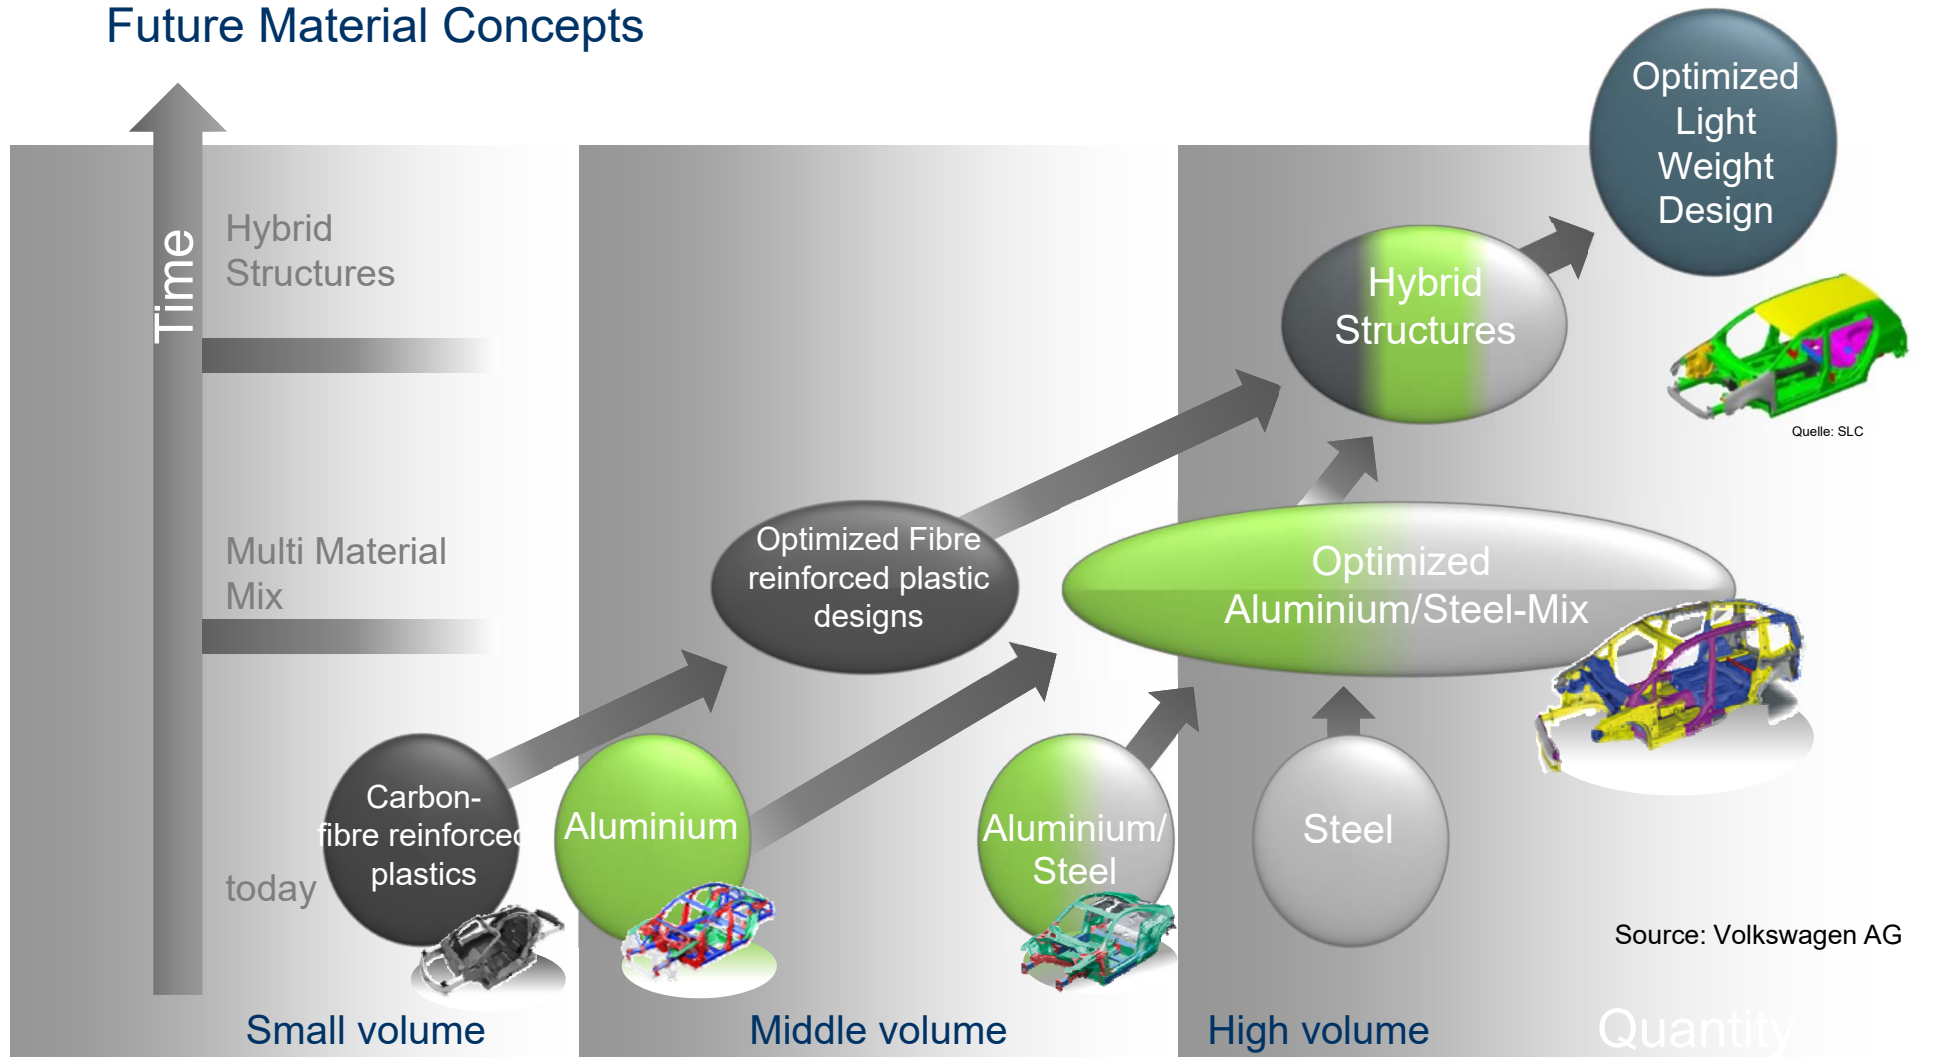 Future Material Concepts
Optimized
Light
Weight
Design
Time
Hybrid
Structures
Hybrid
Structures
Quelle: SLC
Multi Material
Mix
Optimized Fibre
reinforced plastic
designs
Optimized
Aluminium/Steel-Mix
today
Carbon-
fibre reinforced
plastics
Aluminium
Aluminium/
Steel
Steel
Source: Volkswagen AG
Small volume
Middle volume
High volume
Quantity